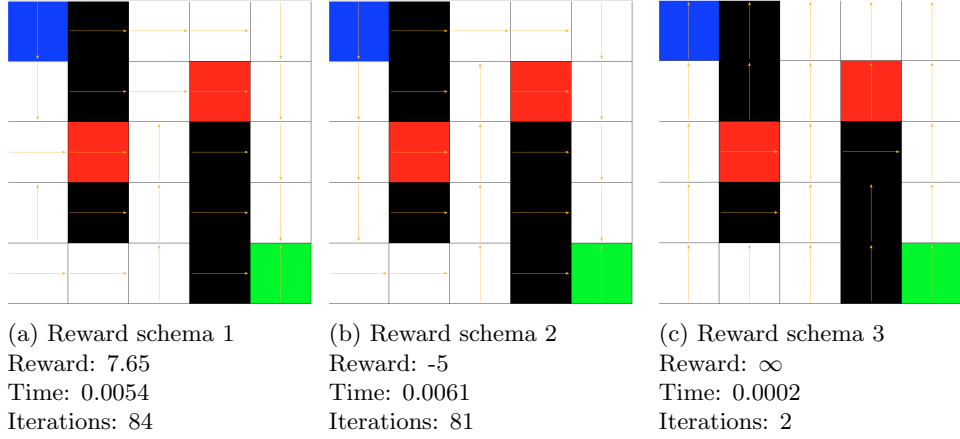 (a) Reward schema 1
Reward: 7.65
Time: 0.0054
Iterations: 84
(b) Reward schema 2
Reward: -5
Time: 0.0061
Iterations: 81
(c) Reward schema 3
Reward: ∞
Time: 0.0002
Iterations: 2